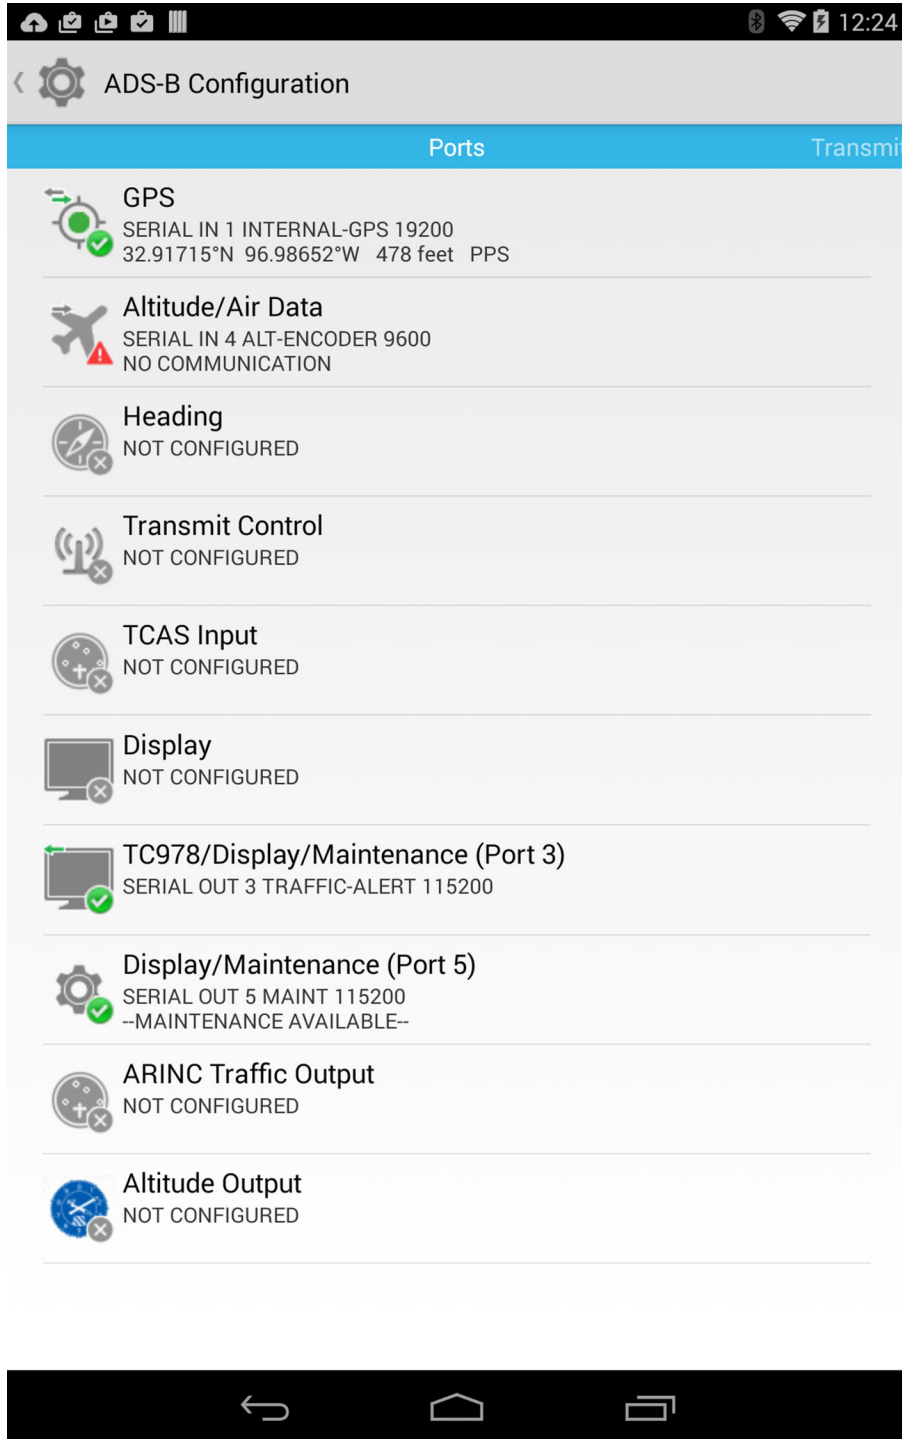 12:24
ADS-B Configuration
Ports
Transmit
GPS
SERIAL IN 1 INTERNAL-GPS 19200
32.91715°N 96.98652°W 478 feet PPS
Altitude/Air Data
SERIAL IN 4 ALT-ENCODER 9600
NO COMMUNICATION
Heading
NOT CONFIGURED
Transmit Control
NOT CONFIGURED
TCAS Input
NOT CONFIGURED
Display
NOT CONFIGURED
TC978/Display/Maintenance (Port 3)
SERIAL OUT 3 TRAFFIC-ALERT 115200
Display/Maintenance (Port 5)
SERIAL OUT 5 MAINT 115200
--MAINTENANCE AVAILABLE--
ARINC Traffic Output
NOT CONFIGURED
Altitude Output
NOT CONFIGURED